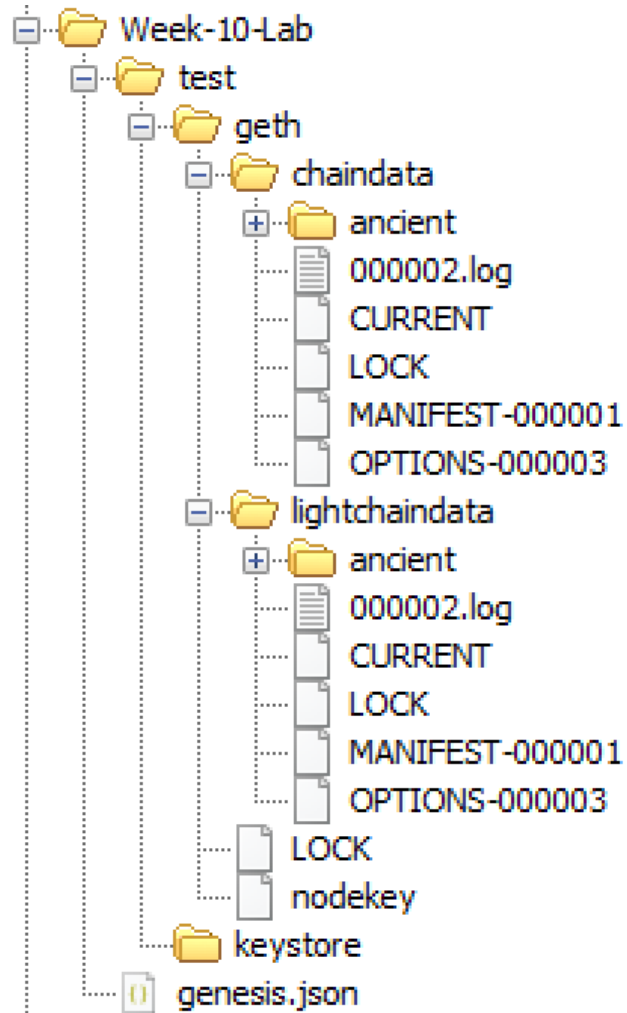 Week-10-Lab
test
geth
chaindata
ancient
000002.log
CURRENT
LOCK
MANIFEST-000001
OPTIONS-000003
lightchaindata
ancient
000002.log
CURRENT
LOCK
MANIFEST-000001
OPTIONS-000003
LOCK
nodekey
keystore
genesis.json